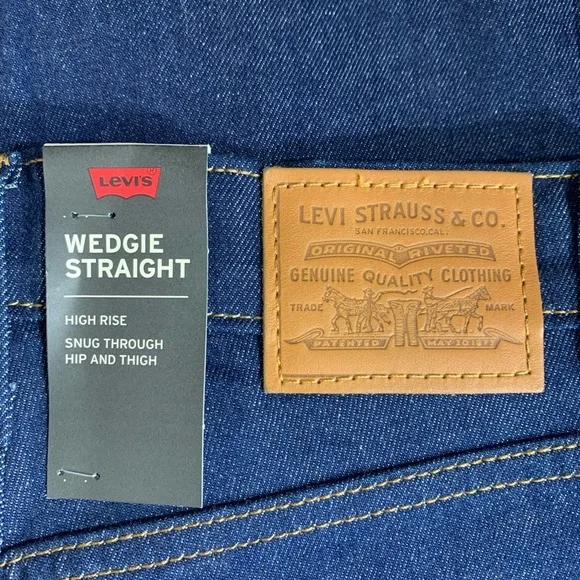 LEVI'S
WEDGIE
STRAIGHT
HIGH RISE
SNUG THROUGH
HIP AND THIGH
LEVI STRAUSS & CO.
SAN FRANCISCO,CAL.
ORIGINAL RIVETED
GENUINE QUALITY CLOTHING
TRADE MARK
PATENTED MAY 20 1873